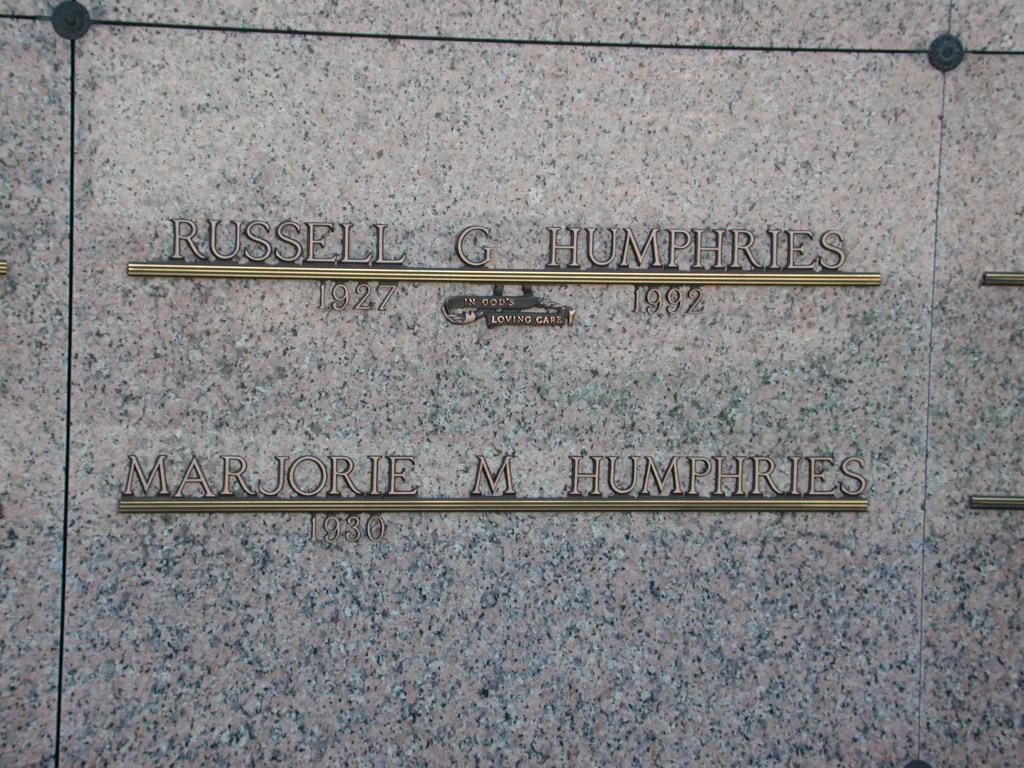 RUSSELL G HUMPHRIES
1927 1992
IN GOD'S
LOVING CARE
MARJORIE M HUMPHRIES
1930